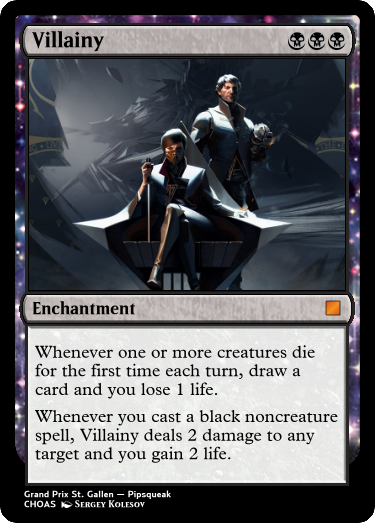 Villainy
Enchantment
Whenever one or more creatures die
for the first time each turn, draw a
card and you lose 1 life.
Whenever you cast a black noncreature
spell, Villainy deals 2 damage to any
target and you gain 2 life.
Grand Prix St. Gallen — Pipsqueak
CHOAS Sergey Kolesov